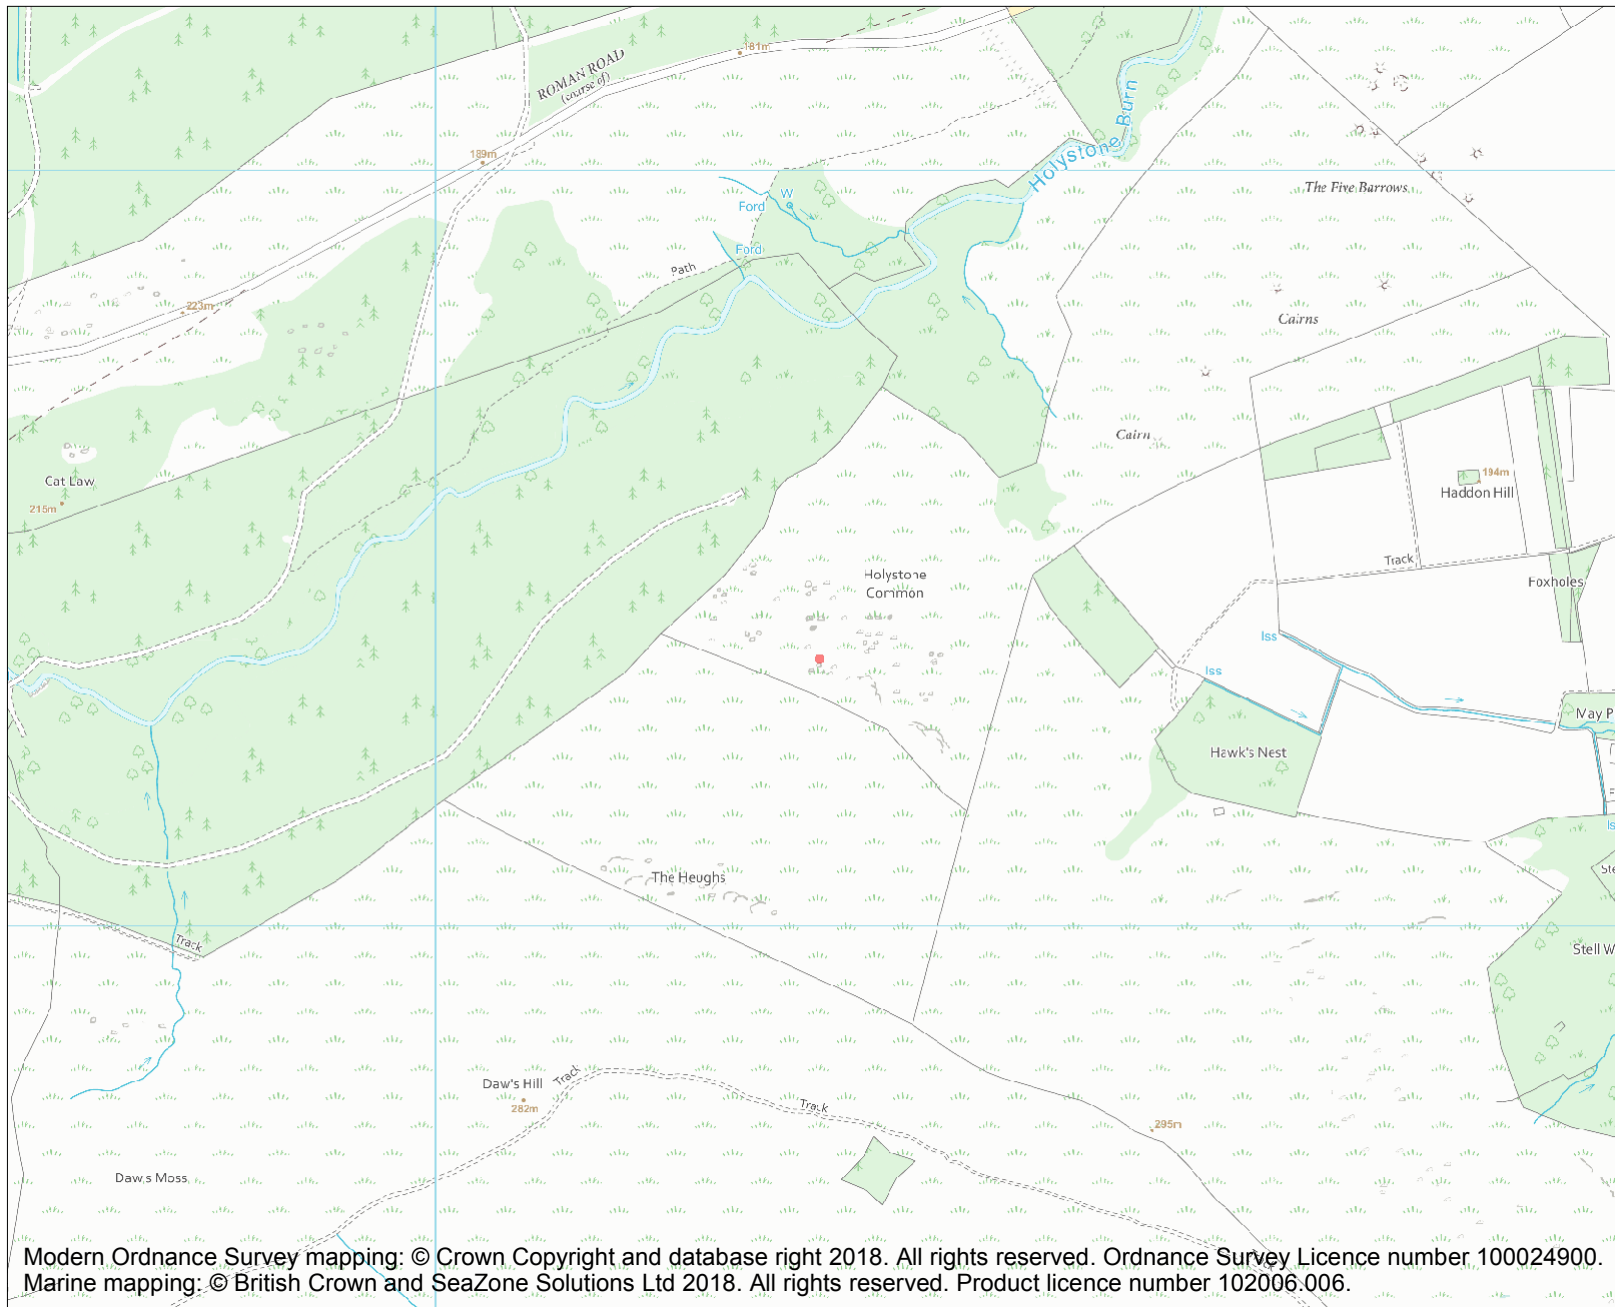 181m
ROMAN ROAD
(course of)
Holystone Burn
189m
The Five Barrows
W
Ford
Ford
Path
223m
Cairns
Cairn
Cat Law
215m
194m
Haddon Hill
Track
Holystone
Common
Foxholes
Iss
Iss
May P
Hawk's Nest
Is
The Heughs
Ste
Track
Stell W
Daw's Hill
Track
282m
Track
295m
Daw's Moss
Modern Ordnance Survey mapping: © Crown Copyright and database right 2018. All rights reserved. Ordnance Survey Licence number 100024900.
Marine mapping: © British Crown and SeaZone Solutions Ltd 2018. All rights reserved. Product licence number 102006.006.